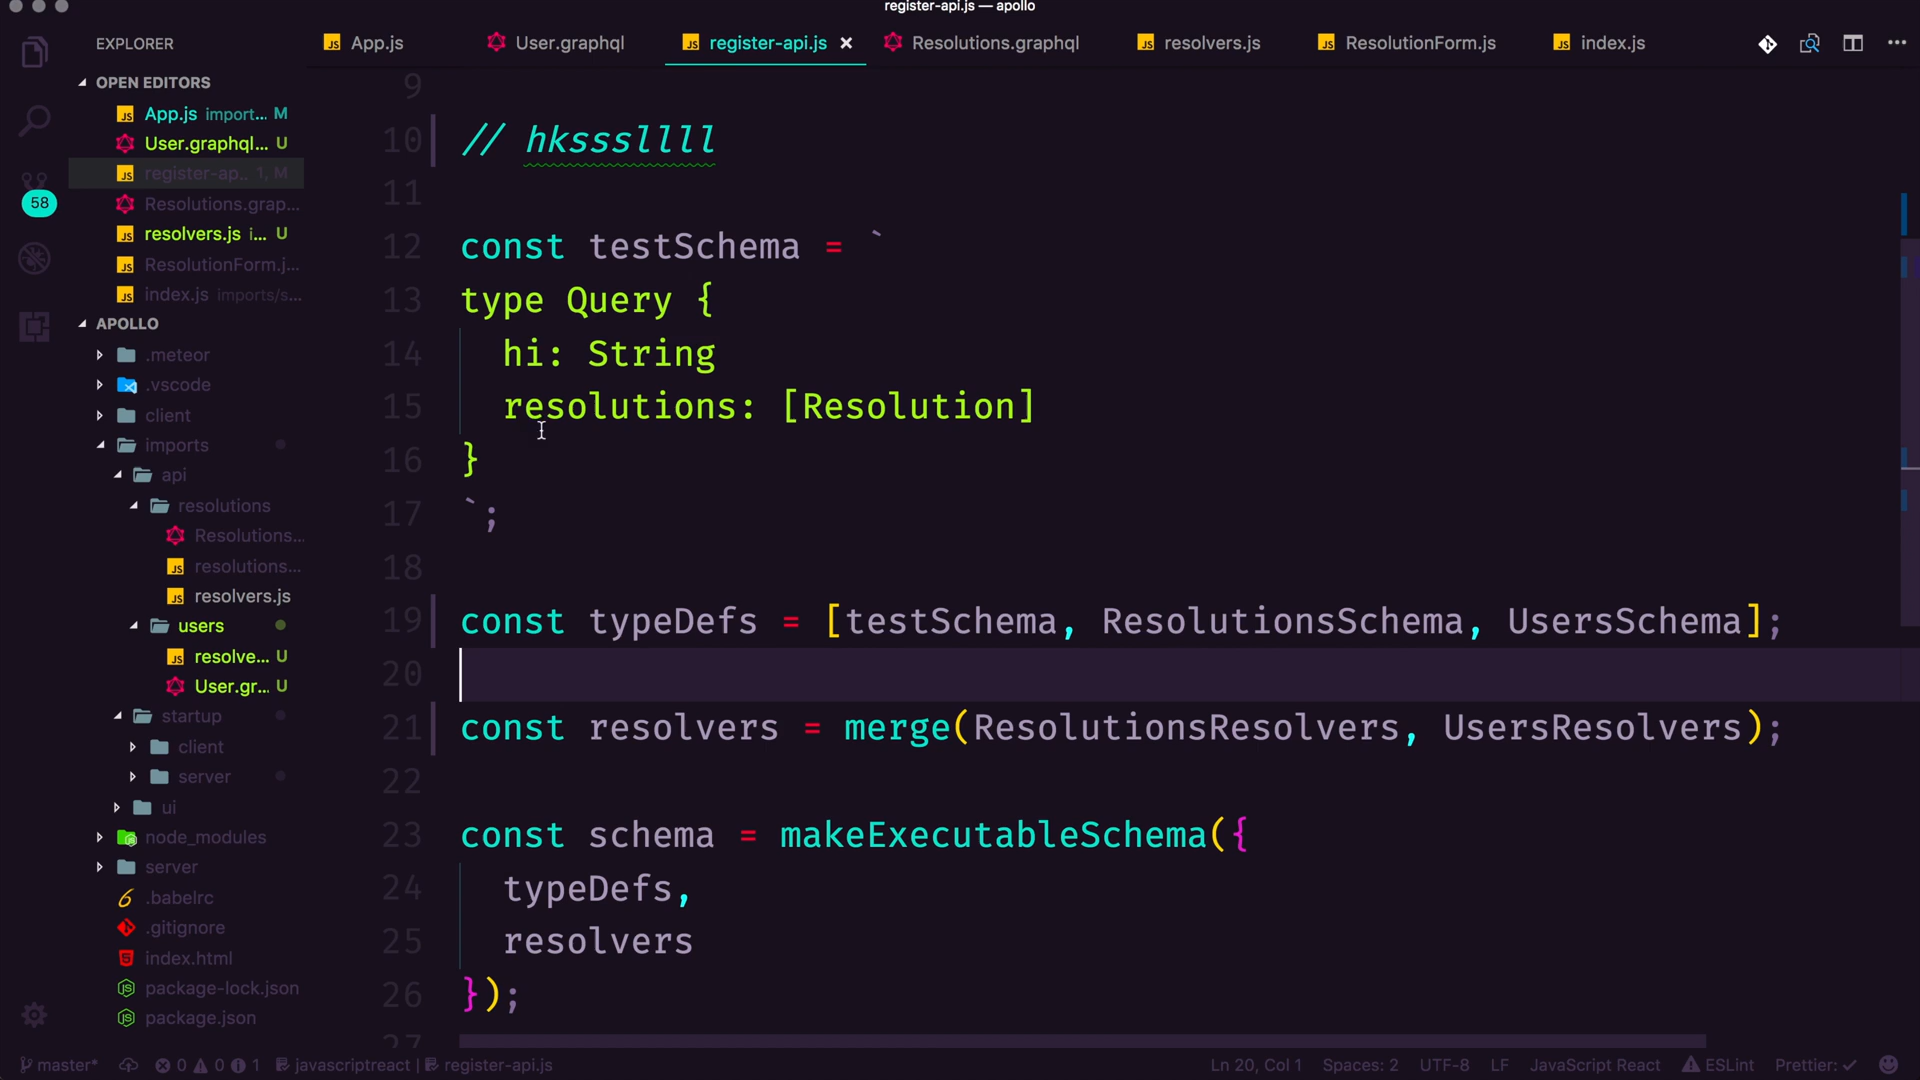 register-api.js — apollo
EXPLORER
App.js
User.graphql
register-api.js
Resolutions.graphql
resolvers.js
ResolutionForm.js
index.js
OPEN EDITORS
App.js import... M
User.graphql... U
register-ap... 1, M
Resolutions.grap...
resolvers.js i... U
ResolutionForm.j...
index.js imports/s...
APOLLO
.meteor
.vscode
client
imports
api
resolutions
Resolutions...
resolutions...
resolvers.js
users
resolve... U
User.gr... U
startup
client
server
ui
node_modules
server
.babelrc
.gitignore
index.html
package-lock.json
package.json
58
9
10 // hksssllll
11
12 const testSchema = `
13 type Query {
14 hi: String
15 resolutions: [Resolution]
16 }
17 `;
18
19 const typeDefs = [testSchema, ResolutionsSchema, UsersSchema];
20
21 const resolvers = merge(ResolutionsResolvers, UsersResolvers);
22
23 const schema = makeExecutableSchema({
24 typeDefs,
25 resolvers
26 });
27
master* 0 0 1 javascriptreact | register-api.js Ln 20, Col 1 Spaces: 2 UTF-8 LF JavaScript React ESLint Prettier: ✓